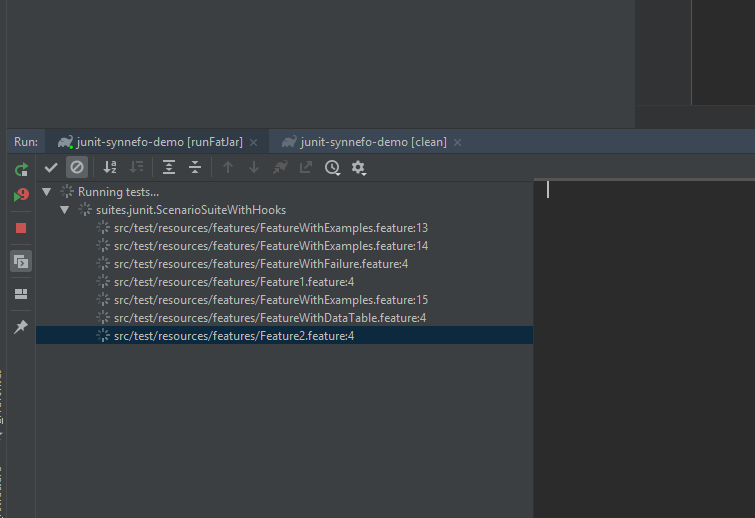 Run: junit-synnefo-demo [runFatJar] junit-synnefo-demo [clean]
Running tests...
suites.junit.ScenarioSuiteWithHooks
src/test/resources/features/FeatureWithExamples.feature:13
src/test/resources/features/FeatureWithExamples.feature:14
src/test/resources/features/FeatureWithFailure.feature:4
src/test/resources/features/Feature1.feature:4
src/test/resources/features/FeatureWithExamples.feature:15
src/test/resources/features/FeatureWithDataTable.feature:4
src/test/resources/features/Feature2.feature:4